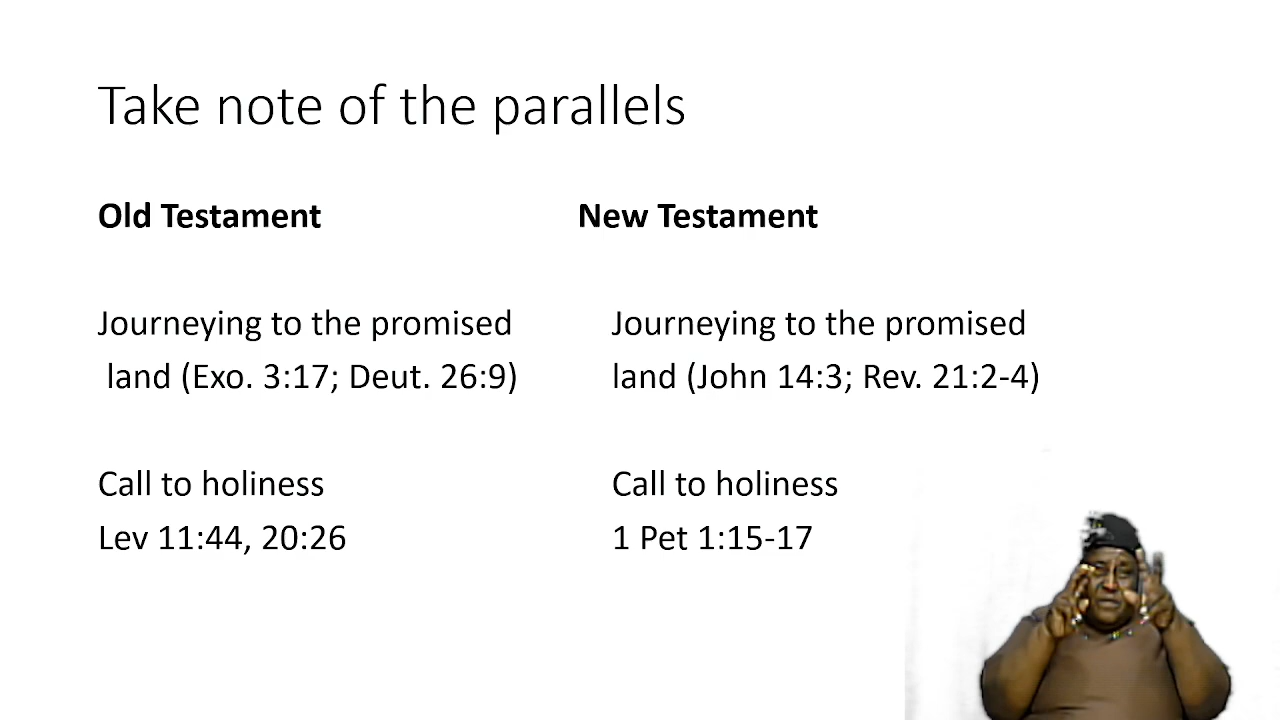 Take note of the parallels
Old Testament
New Testament
Journeying to the promised
land (Exo. 3:17; Deut. 26:9)
Journeying to the promised
land (John 14:3; Rev. 21:2-4)
Call to holiness
Lev 11:44, 20:26
Call to holiness
1 Pet 1:15-17